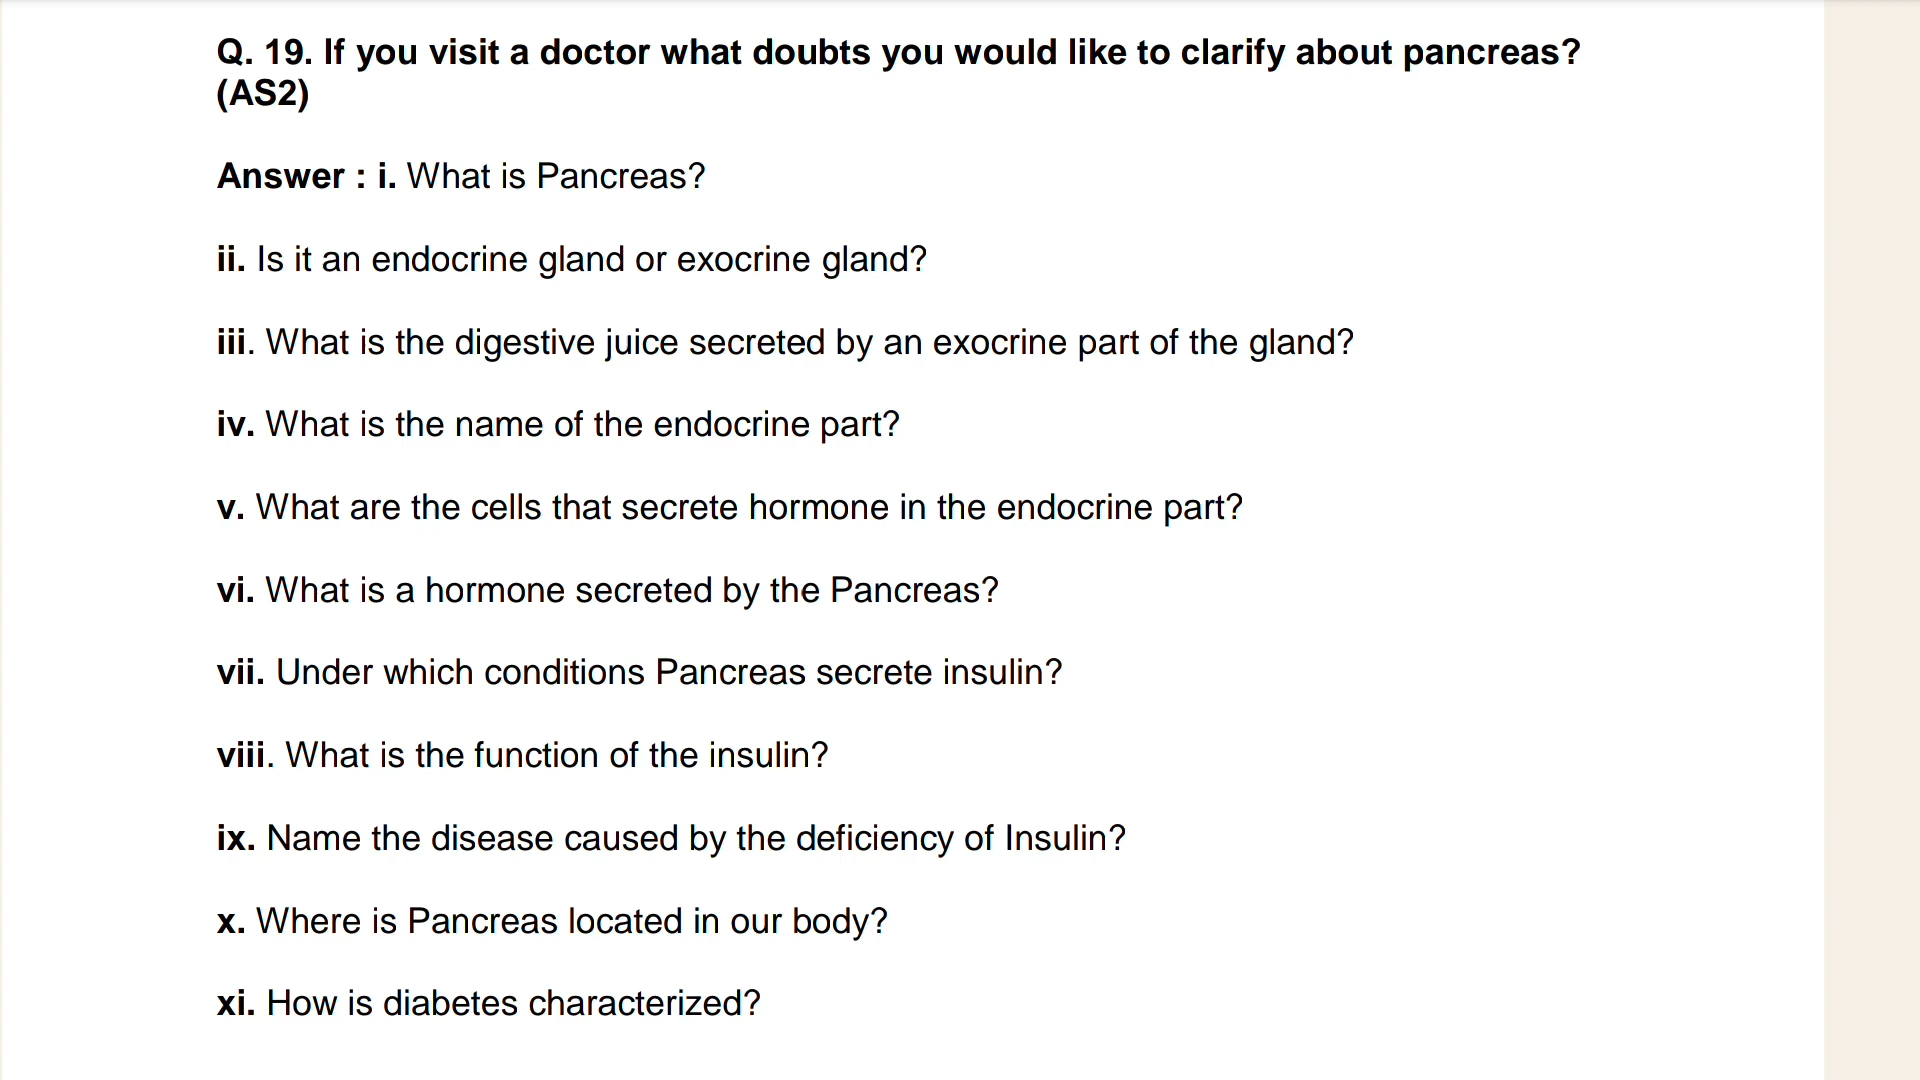 Q. 19. If you visit a doctor what doubts you would like to clarify about pancreas?
(AS2)
Answer : i. What is Pancreas?
ii. Is it an endocrine gland or exocrine gland?
iii. What is the digestive juice secreted by an exocrine part of the gland?
iv. What is the name of the endocrine part?
v. What are the cells that secrete hormone in the endocrine part?
vi. What is a hormone secreted by the Pancreas?
vii. Under which conditions Pancreas secrete insulin?
viii. What is the function of the insulin?
ix. Name the disease caused by the deficiency of Insulin?
x. Where is Pancreas located in our body?
xi. How is diabetes characterized?